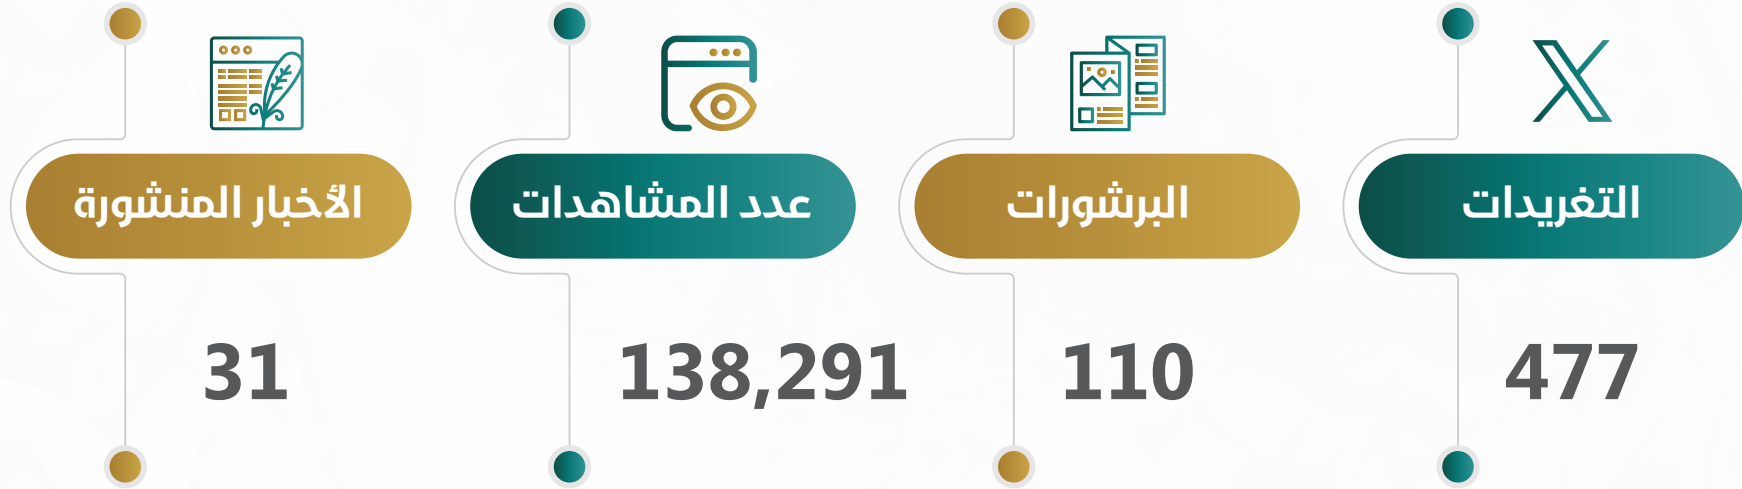 التغريدات
477
البرشورات
110
عدد المشاهدات
138,291
الأخبار المنشورة
31